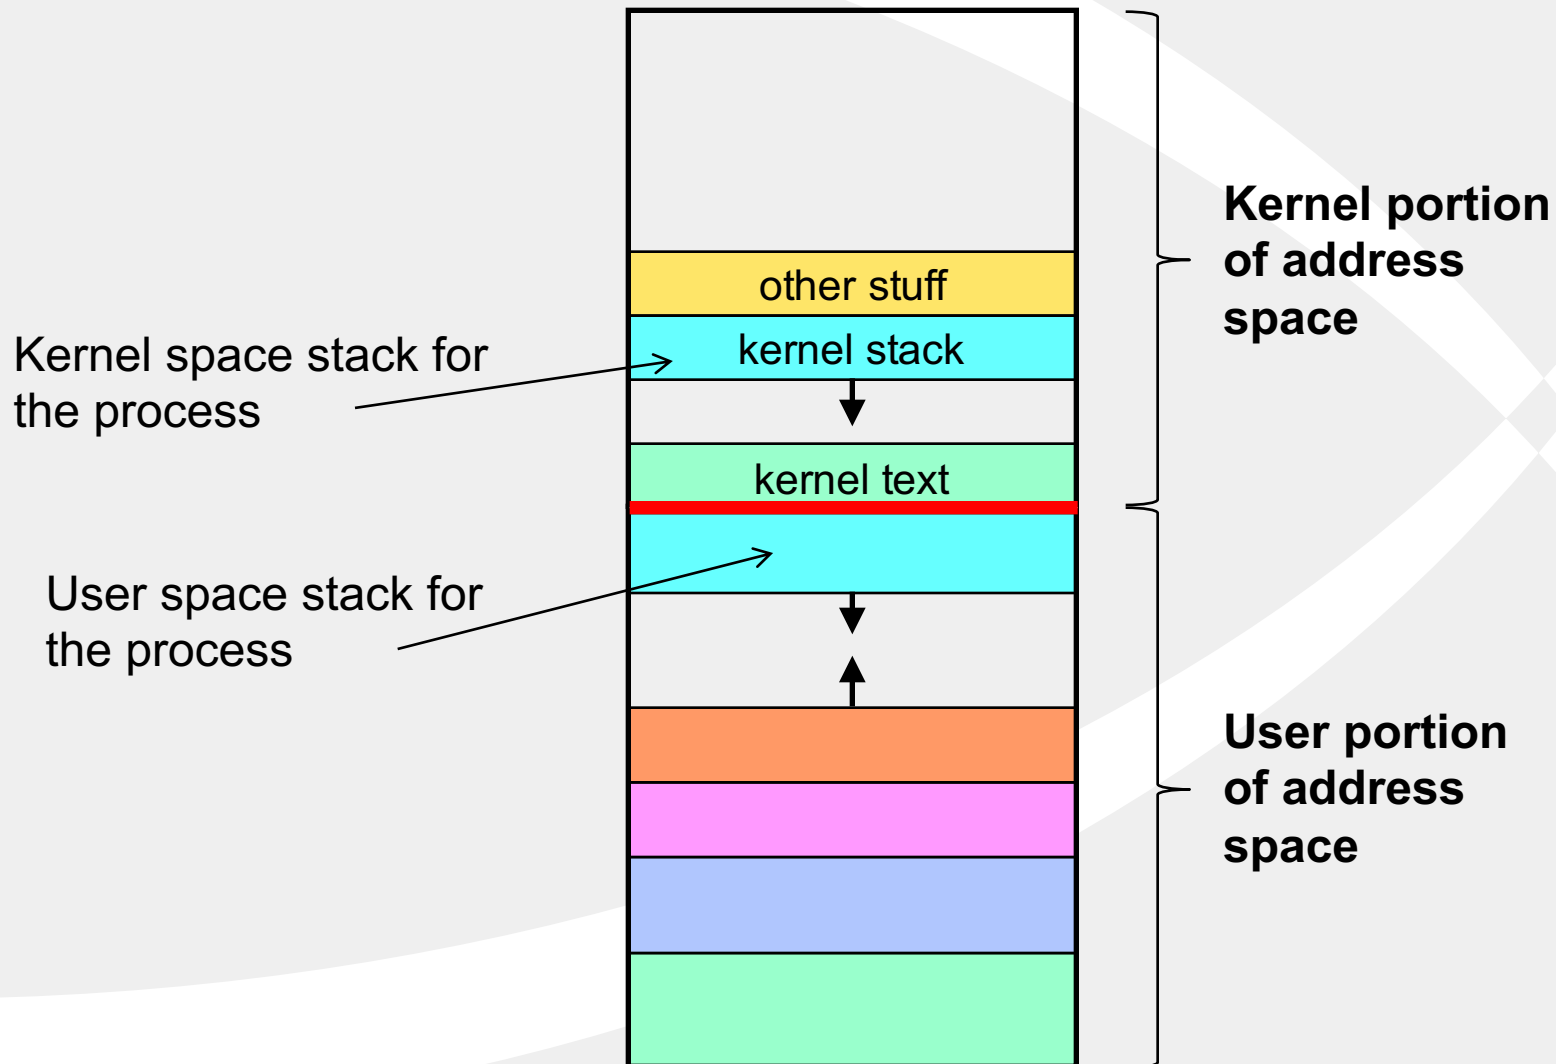 Kernel portion
of address
space
other stuff
kernel stack
Kernel space stack for
the process
kernel text
User space stack for
the process
User portion
of address
space